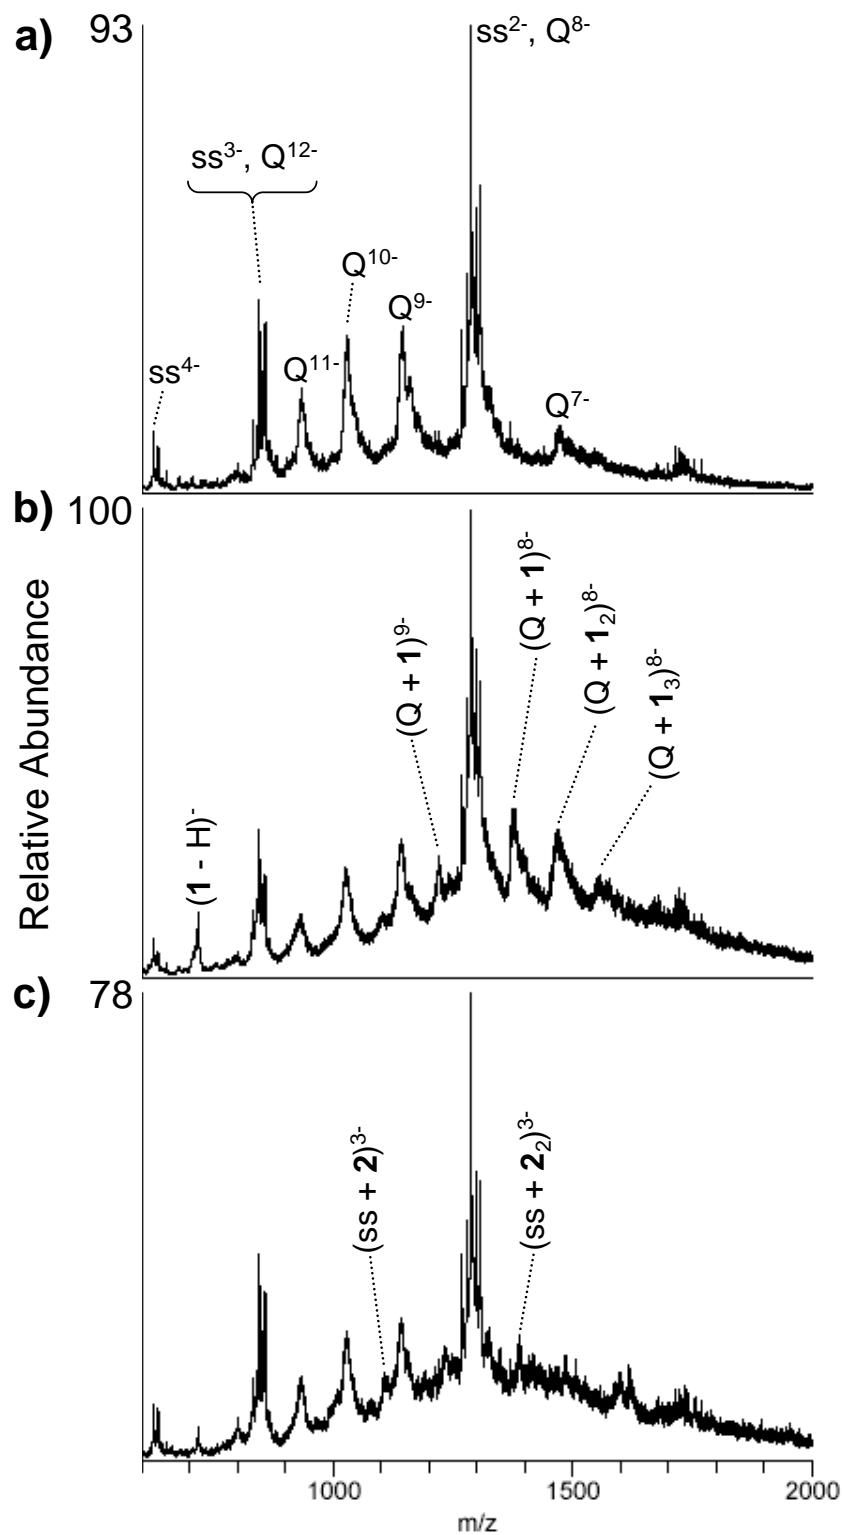 a)
93
ss2-, Q8-
ss3-, Q12-
Q10-
Q9-
Q11-
ss4-
Q7-
b)
100
Relative Abundance
(1 - H)-
(Q + 1)9-
(Q + 1)8-
(Q + 12)8-
(Q + 13)8-
c)
78
(ss + 2)3-
(ss + 22)3-
1000
1500
2000
m/z